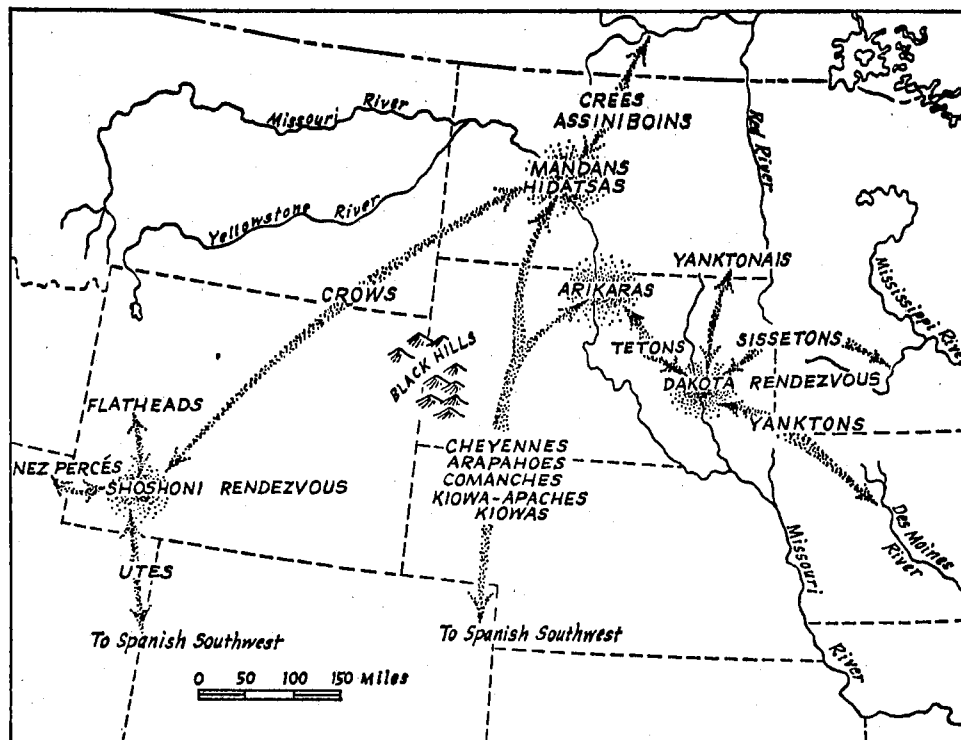 Missouri River
CREES
ASSINIBOINS
Red River
MANDANS
HIDATSAS
Yellowstone River
Mississippi River
YANKTONAIS
CROWS
ARIKARAS
TETONS
SISSETONS
BLACK HILLS
DAKOTA RENDEZVOUS
FLATHEADS
YANKTONS
CHEYENNES
ARAPAHOES
COMANCHES
KIOWA-APACHES
KIOWAS
NEZ PERCÉS
SHOSHONI RENDEZVOUS
Des Moines River
Missouri River
UTES
To Spanish Southwest
To Spanish Southwest
0 50 100 150 Miles